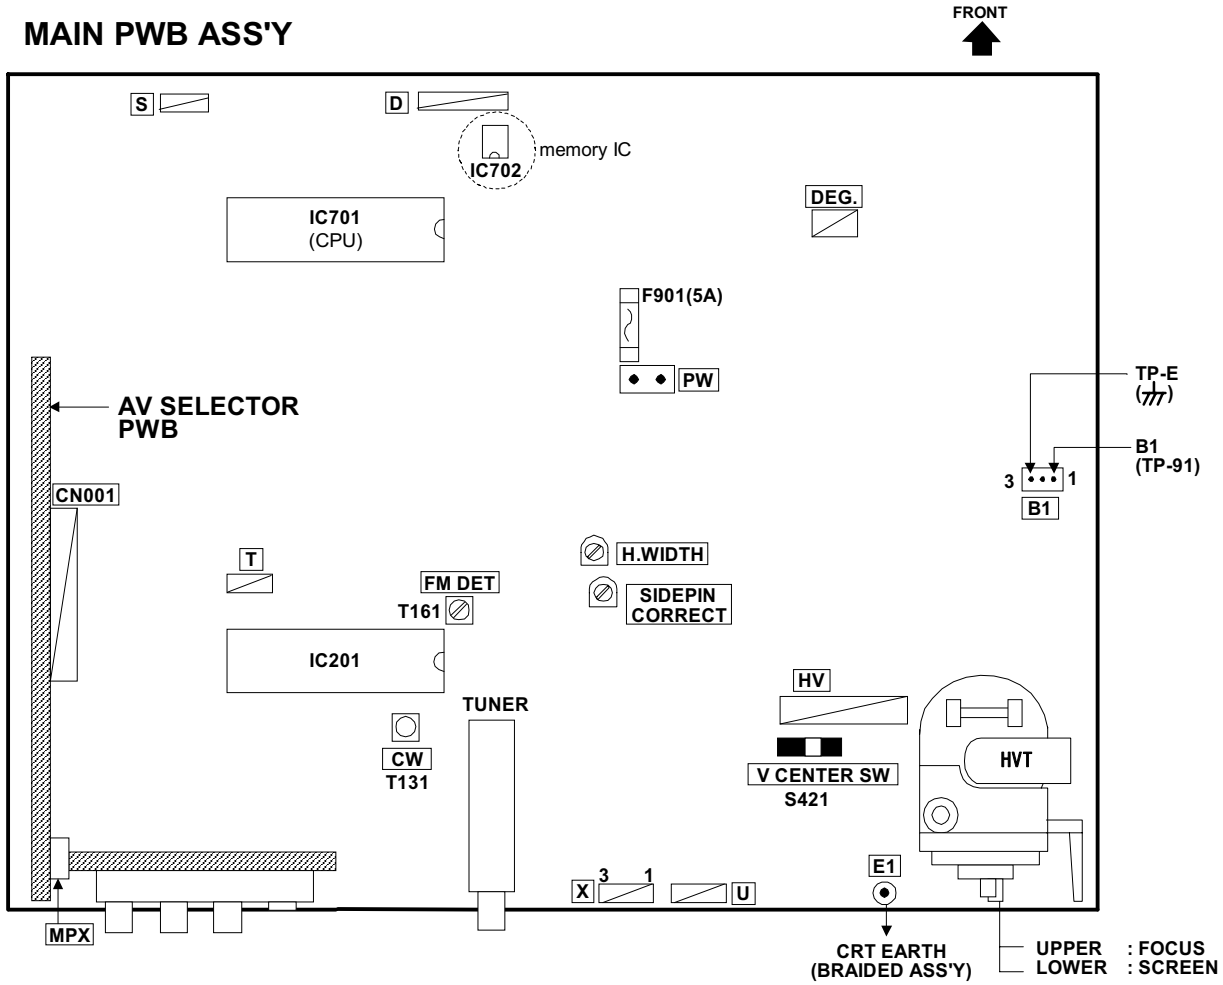 FRONT
MAIN PWB ASS'Y
S
D
memory IC
IC702
DEG.
IC701
(CPU)
F901(5A)
PW
TP-E
AV SELECTOR
PWB
B1
(TP-91)
3
1
B1
CN001
T
H.WIDTH
FM DET
T161
SIDEPIN
CORRECT
IC201
HV
TUNER
HVT
CW
T131
V CENTER SW
S421
E1
X
3
1
U
MPX
CRT EARTH
(BRAIDED ASS'Y)
UPPER : FOCUS
LOWER : SCREEN